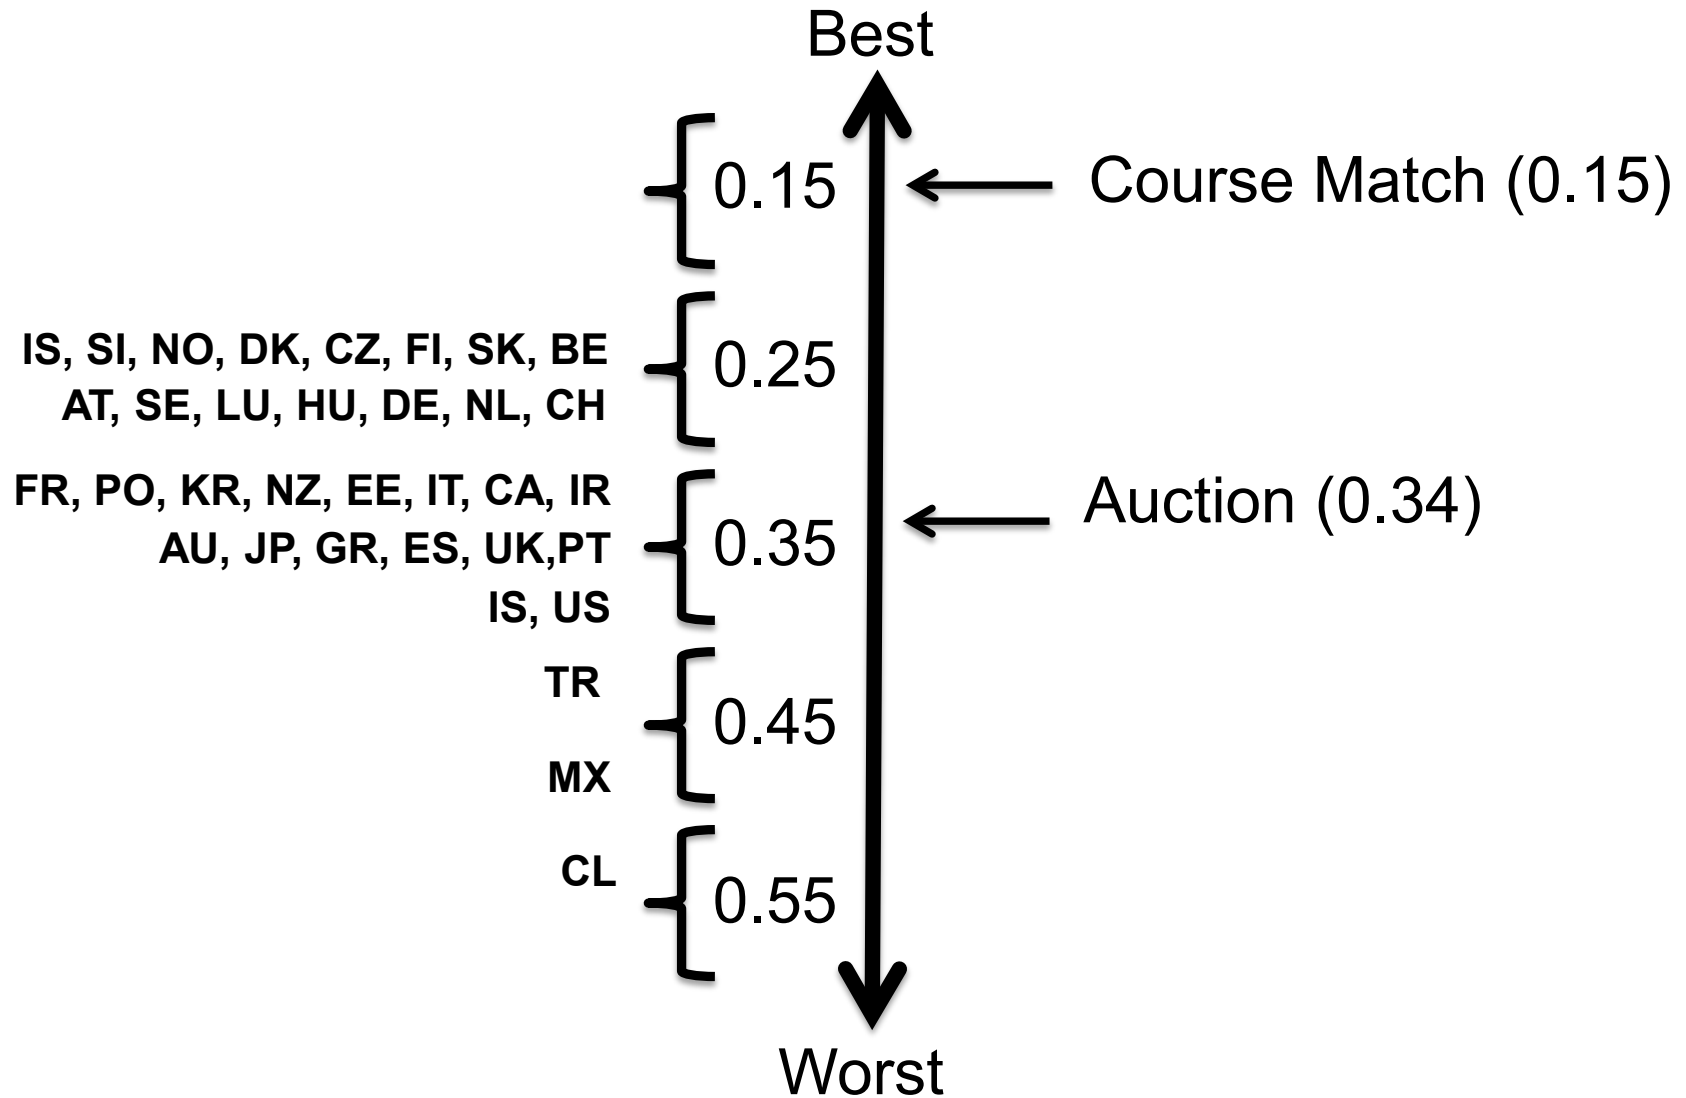 Best
0.15
Course Match (0.15)
IS, SI, NO, DK, CZ, FI, SK, BE
AT, SE, LU, HU, DE, NL, CH
0.25
FR, PO, KR, NZ, EE, IT, CA, IR
AU, JP, GR, ES, UK,PT
IS, US
0.35
Auction (0.34)
TR
MX
0.45
CL
0.55
Worst